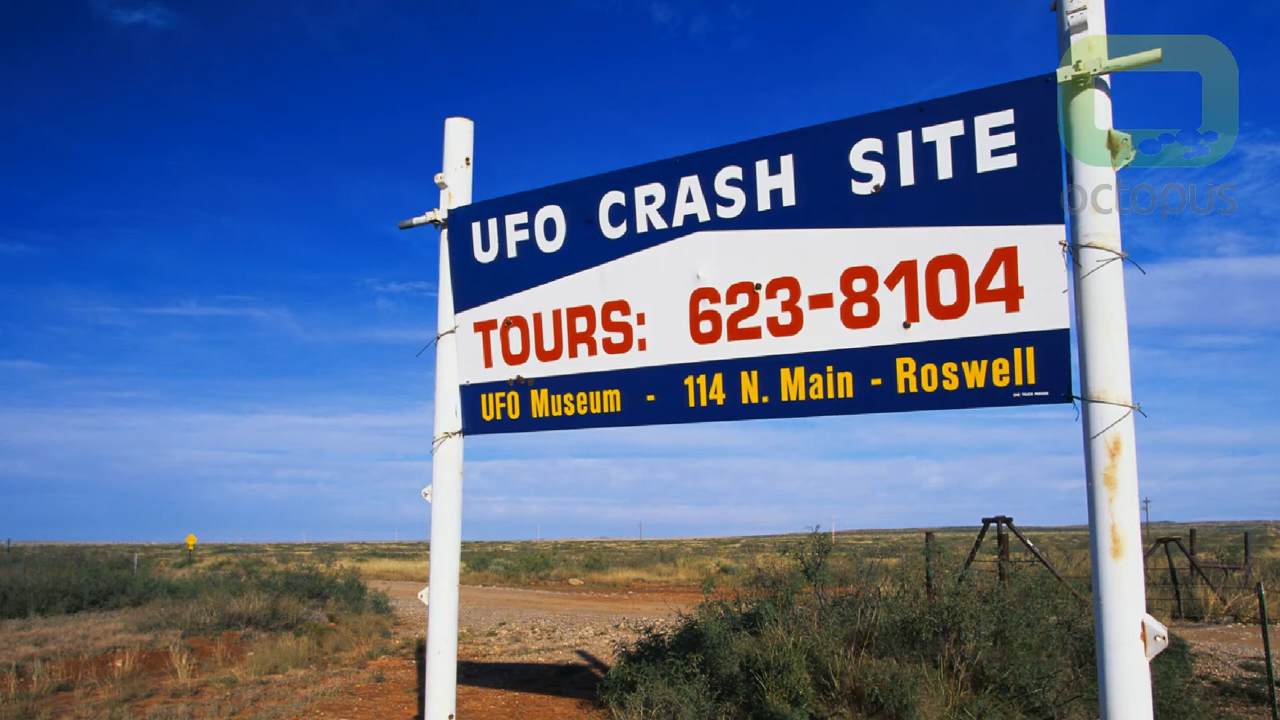 UFO CRASH SITE
TOURS: 623-8104
UFO Museum - 114 N. Main - Roswell
octopus